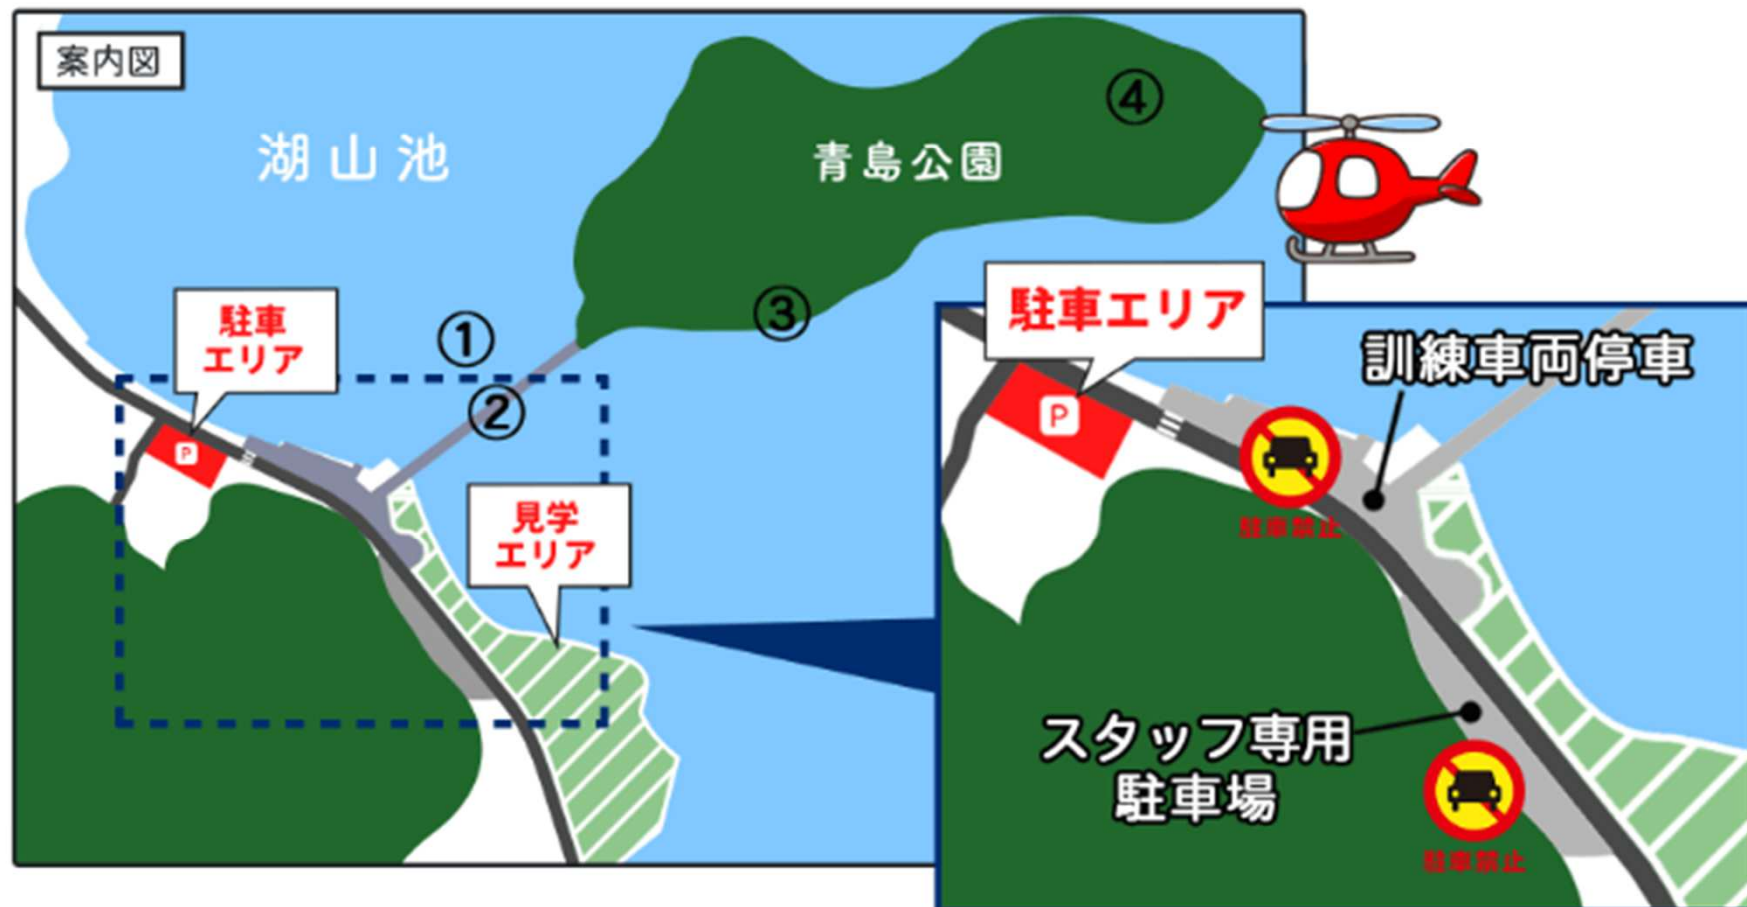 案内図
湖山池
青島公園
④
③
①
②
駐車
エリア
P
見学
エリア
駐車エリア
P
訓練車両停車
駐車禁止
スタッフ専用
駐車場
駐車禁止